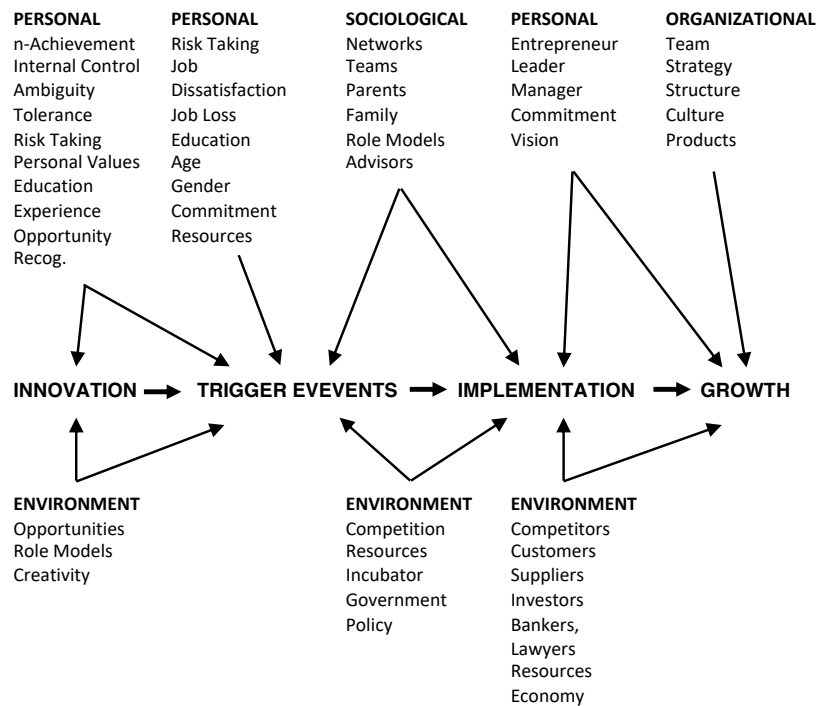 PERSONAL
n-Achievement
Internal Control
Ambiguity
Tolerance
Risk Taking
Personal Values
Education
Experience
Opportunity
Recog.
PERSONAL
Risk Taking
Job
Dissatisfaction
Job Loss
Education
Age
Gender
Commitment
Resources
SOCIOLOGICAL
Networks
Teams
Parents
Family
Role Models
Advisors
PERSONAL
Entrepreneur
Leader
Manager
Commitment
Vision
ORGANIZATIONAL
Team
Strategy
Structure
Culture
Products
INNOVATION
TRIGGER EVEVENTS
IMPLEMENTATION
GROWTH
ENVIRONMENT
Opportunities
Role Models
Creativity
ENVIRONMENT
Competition
Resources
Incubator
Government
Policy
ENVIRONMENT
Competitors
Customers
Suppliers
Investors
Bankers,
Lawyers
Resources
Economy